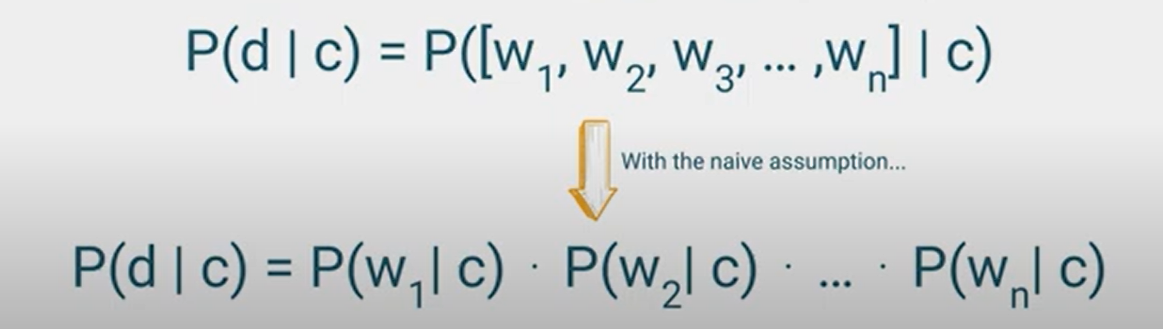 P(d | c) = P([w₁, w₂, w₃, ... ,wₙ] | c)
With the naive assumption...
P(d | c) = P(w₁| c) · P(w₂| c) · ... · P(wₙ| c)